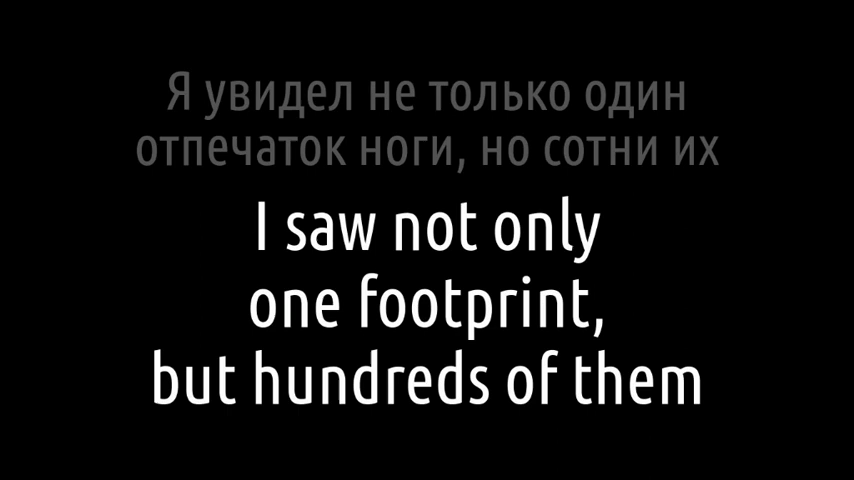 Я увидел не только один
отпечаток ноги, но сотни их
I saw not only
one footprint,
but hundreds of them